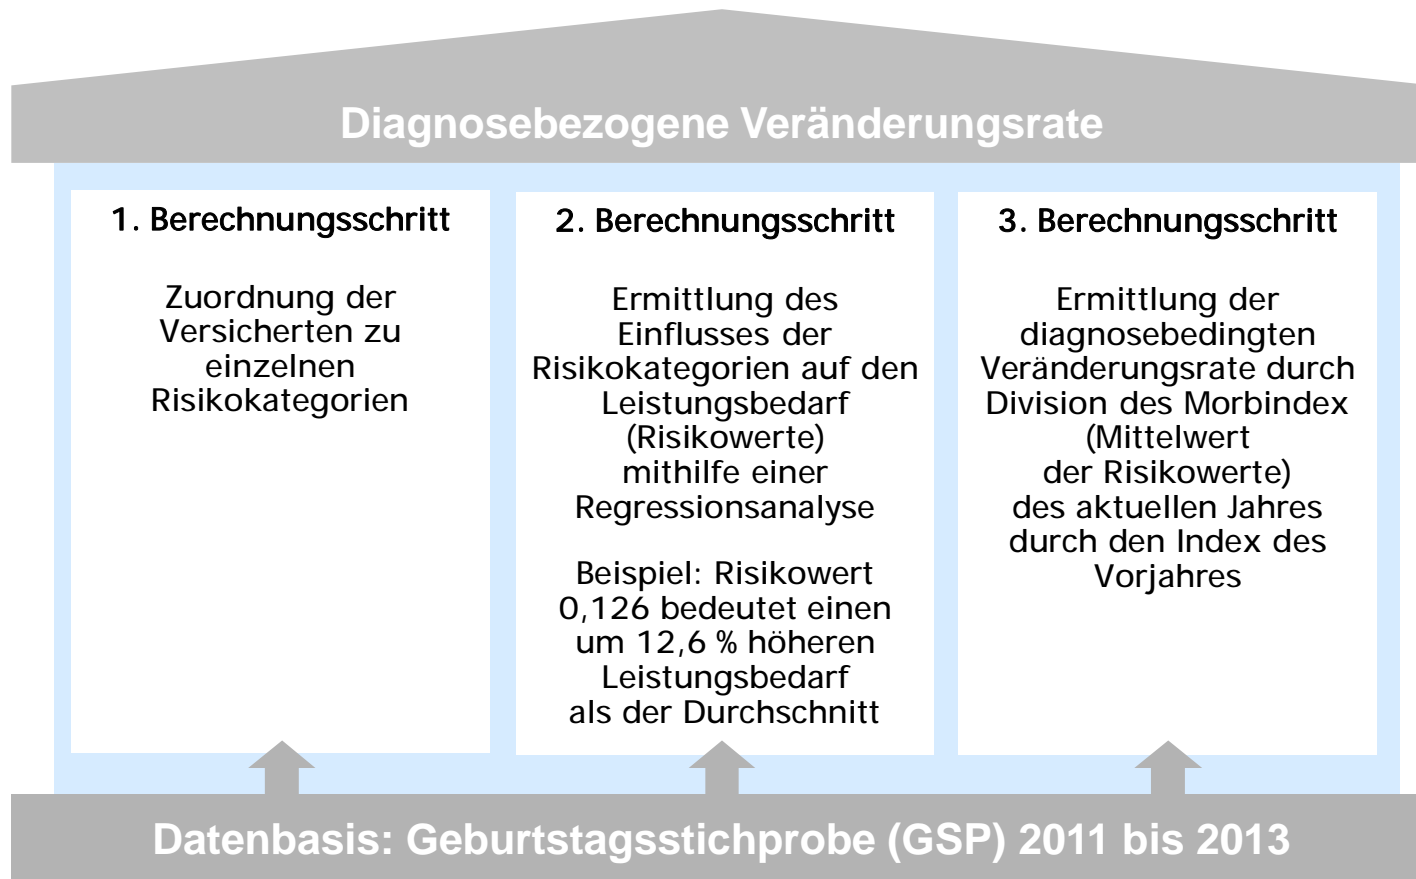 Diagnosebezogene Veränderungsrate
1. Berechnungsschritt
Zuordnung der
Versicherten zu
einzelnen
Risikokategorien
2. Berechnungsschritt
Ermittlung des
Einflusses der
Risikokategorien auf den
Leistungsbedarf
(Risikowerte)
mithilfe einer
Regressionsanalyse
Beispiel: Risikowert
0,126 bedeutet einen
um 12,6 % höheren
Leistungsbedarf
als der Durchschnitt
3. Berechnungsschritt
Ermittlung der
diagnosebedingten
Veränderungsrate durch
Division des Morbindex
(Mittelwert
der Risikowerte)
des aktuellen Jahres
durch den Index des
Vorjahres
Datenbasis: Geburtstagsstichprobe (GSP) 2011 bis 2013